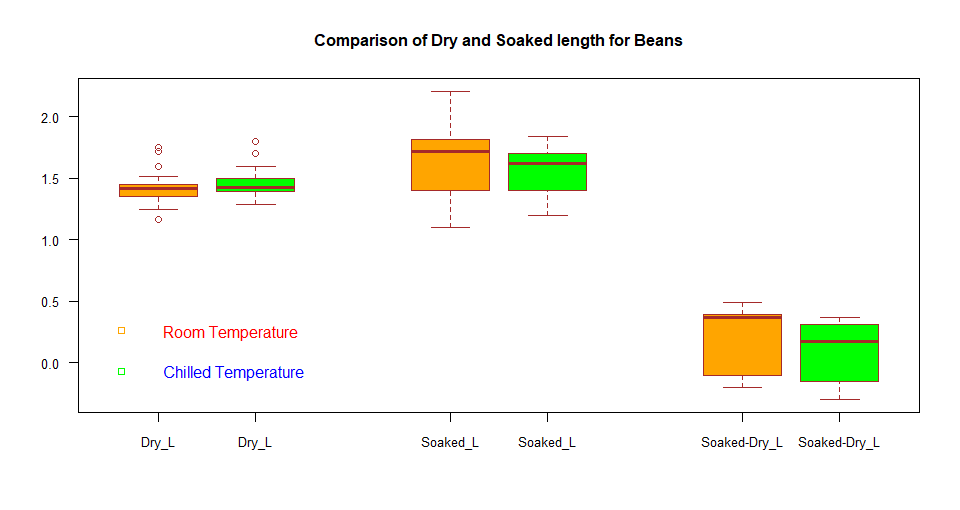 Comparison of Dry and Soaked length for Beans
2.0
1.5
1.0
0.5
0.0
Room Temperature
Chilled Temperature
Dry_L Dry_L Soaked_L Soaked_L Soaked-Dry_L Soaked-Dry_L